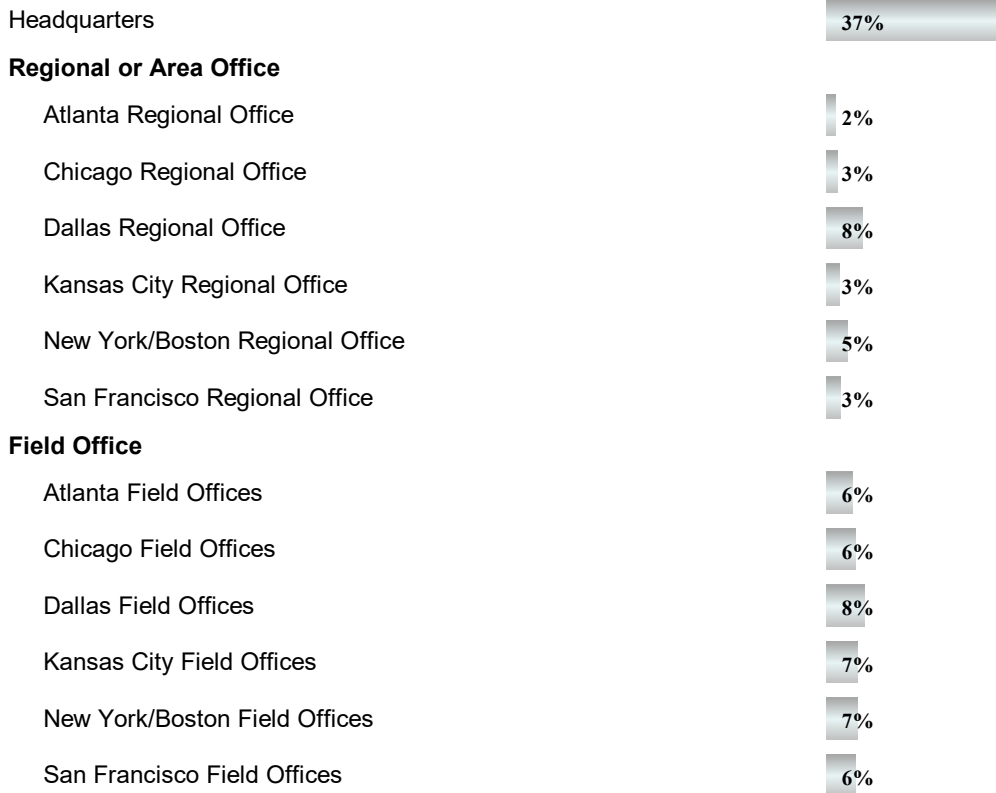 Headquarters 37%
Regional or Area Office
Atlanta Regional Office 2%
Chicago Regional Office 3%
Dallas Regional Office 8%
Kansas City Regional Office 3%
New York/Boston Regional Office 5%
San Francisco Regional Office 3%
Field Office
Atlanta Field Offices 6%
Chicago Field Offices 6%
Dallas Field Offices 8%
Kansas City Field Offices 7%
New York/Boston Field Offices 7%
San Francisco Field Offices 6%